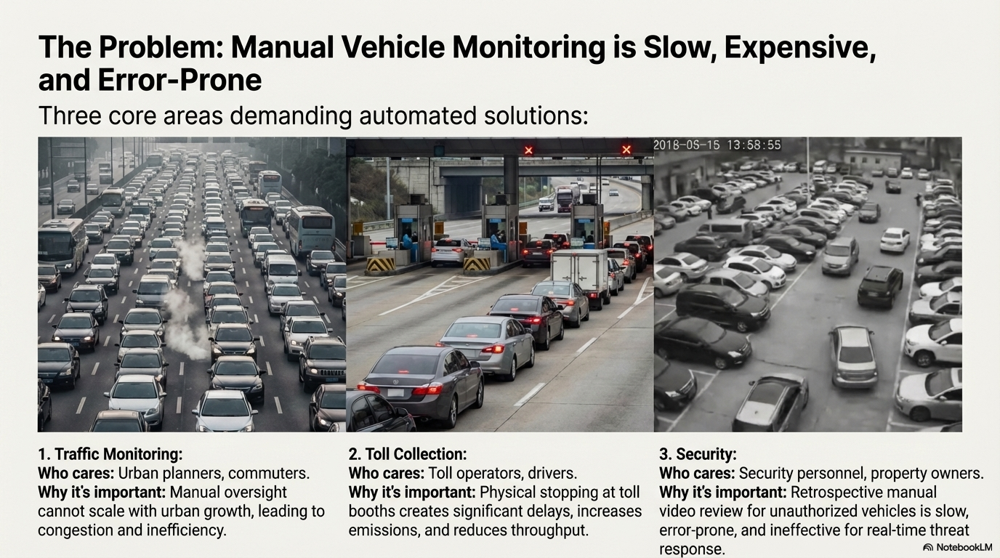 The Problem: Manual Vehicle Monitoring is Slow, Expensive,
and Error-Prone
Three core areas demanding automated solutions:
2018-05-15 13:58:55
1. Traffic Monitoring:
Who cares: Urban planners, commuters.
Why it's important: Manual oversight
cannot scale with urban growth, leading to
congestion and inefficiency.
2. Toll Collection:
Who cares: Toll operators, drivers.
Why it's important: Physical stopping at toll
booths creates significant delays, increases
emissions, and reduces throughput.
3. Security:
Who cares: Security personnel, property owners.
Why it's important: Retrospective manual
video review for unauthorized vehicles is slow,
error-prone, and ineffective for real-time threat
response.
NotebookLM